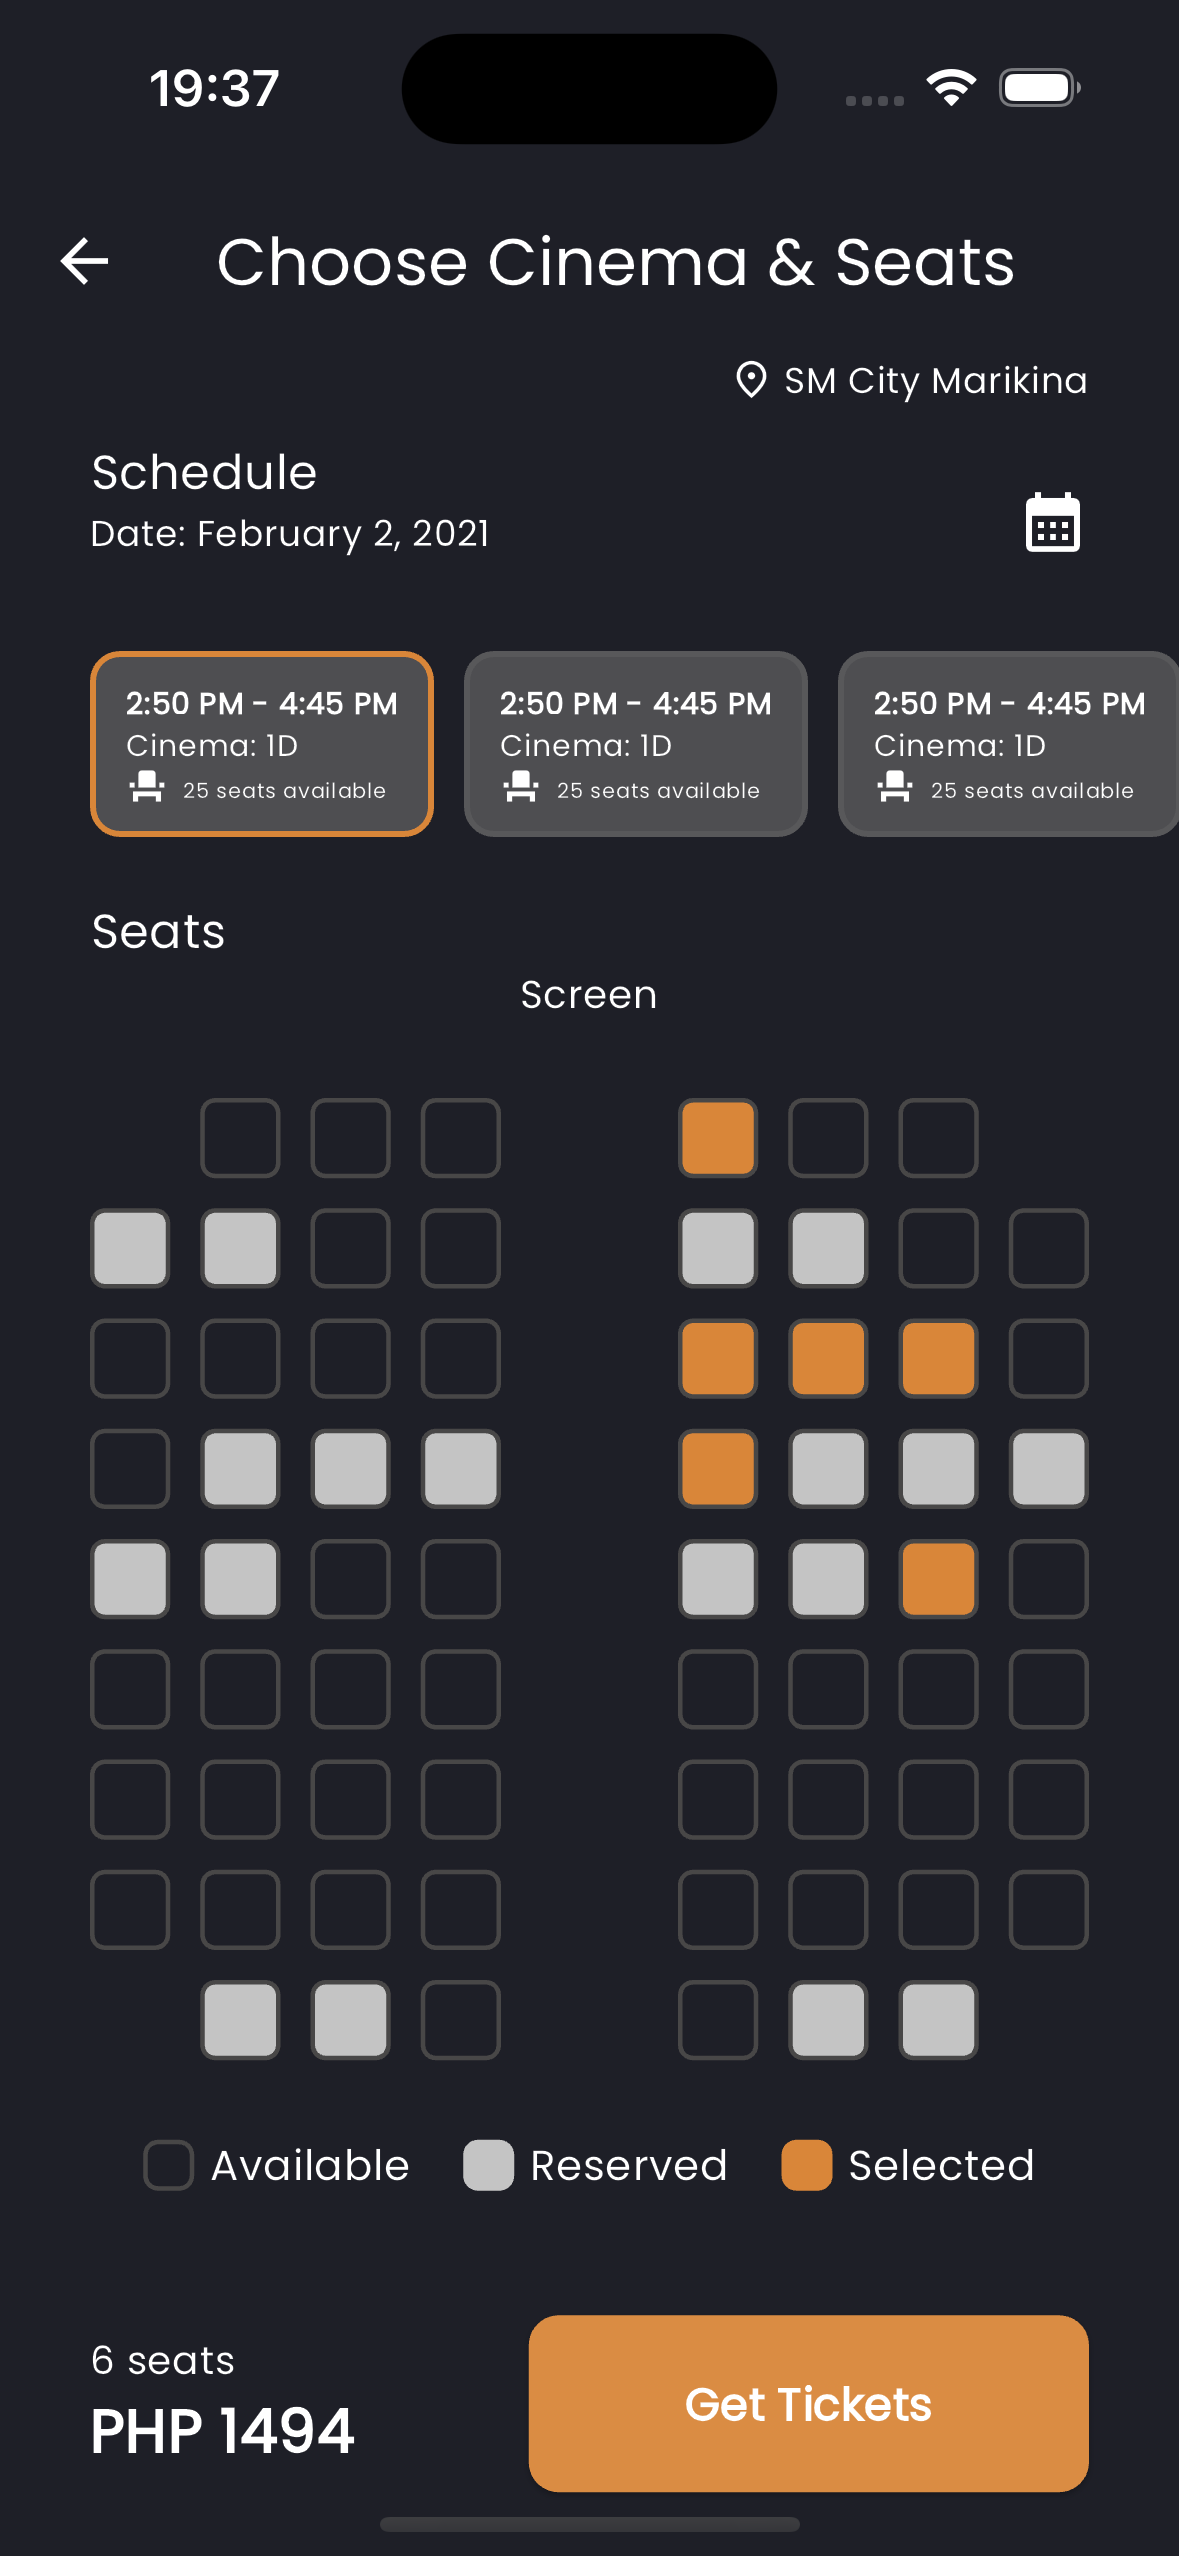 19:37
Choose Cinema & Seats
SM City Marikina
Schedule
Date: February 2, 2021
2:50 PM - 4:45 PM
Cinema: 1D
25 seats available
2:50 PM - 4:45 PM
Cinema: 1D
25 seats available
2:50 PM - 4:45 PM
Cinema: 1D
25 seats available
Seats
Screen
Available
Reserved
Selected
6 seats
PHP 1494
Get Tickets